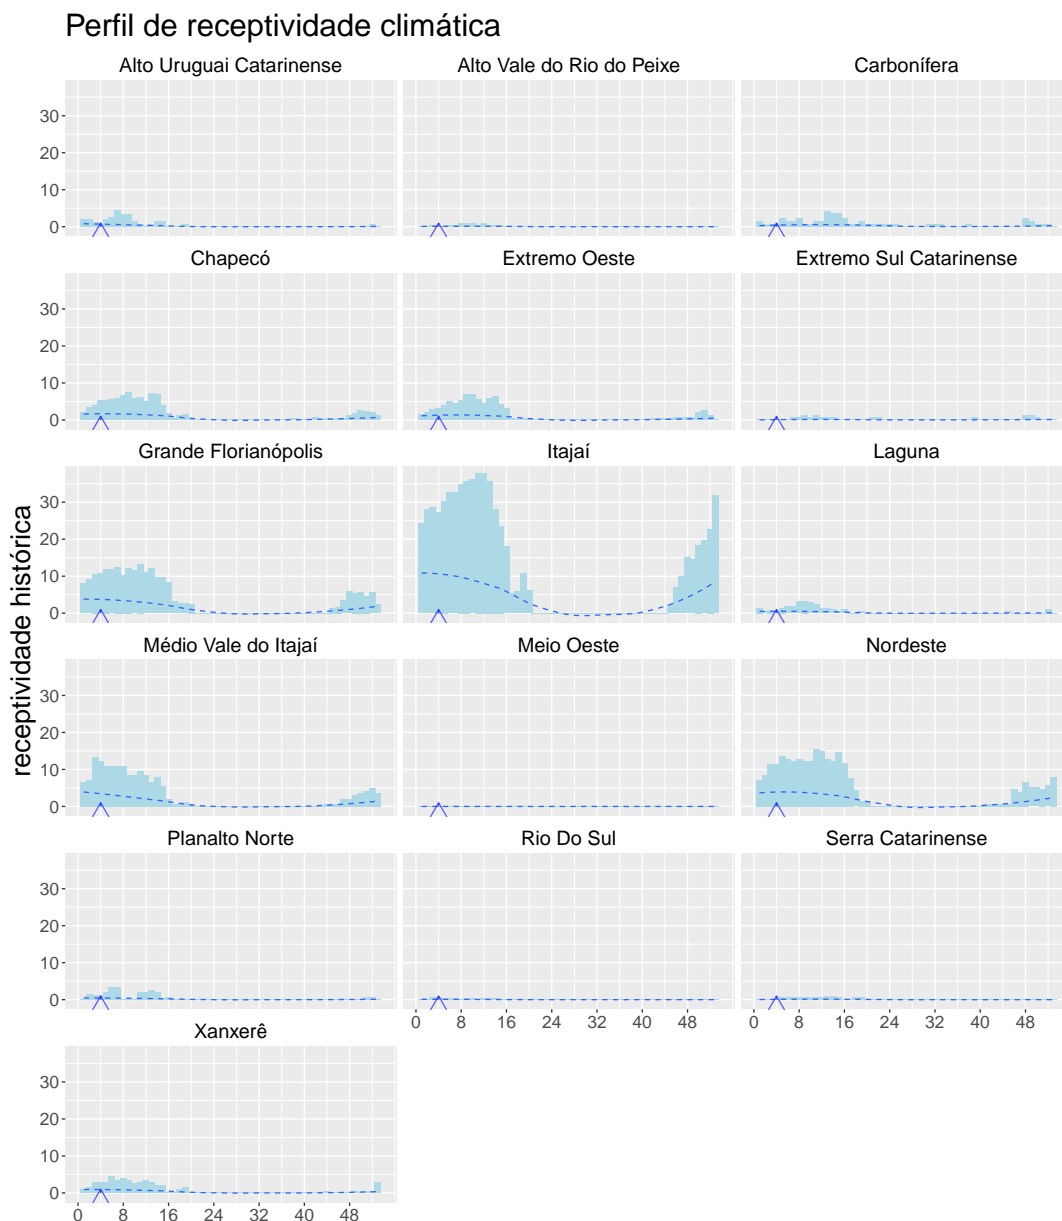 Perfil de receptividade climática
Alto Uruguai Catarinense
Alto Vale do Rio do Peixe
Carbonífera
30
20
10
0
Chapecó
Extremo Oeste
Extremo Sul Catarinense
30
20
10
0
Grande Florianópolis
Itajaí
Laguna
30
20
10
0
receptividade histórica
Médio Vale do Itajaí
Meio Oeste
Nordeste
30
20
10
0
Planalto Norte
Rio Do Sul
Serra Catarinense
30
20
10
0
0 8 16 24 32 40 48
0 8 16 24 32 40 48
Xanxerê
30
20
10
0
0 8 16 24 32 40 48